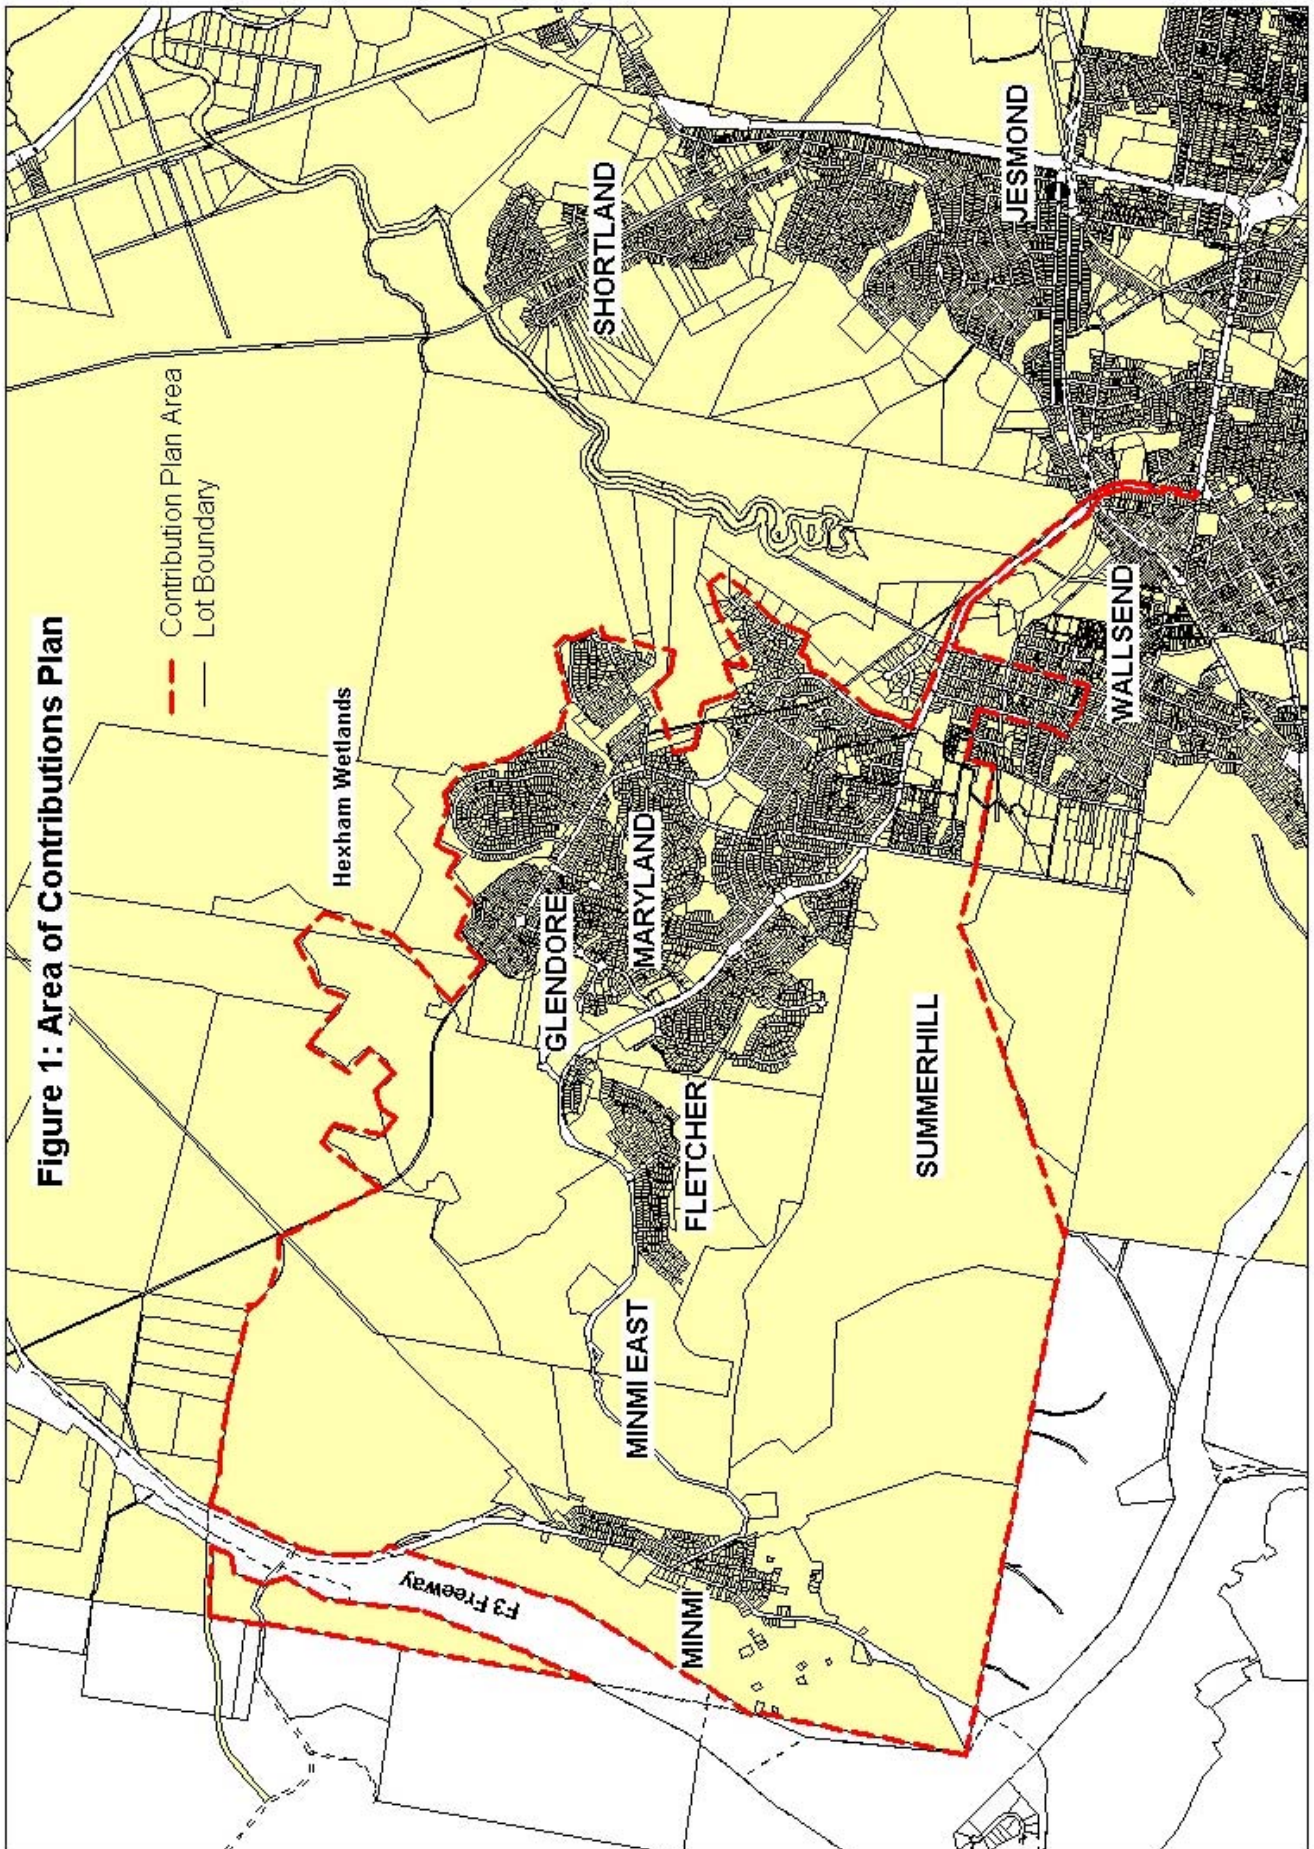 Figure 1: Area of Contributions Plan
Contribution Plan Area
Lot Boundary
Hexham Wetlands
SHORTLAND
JESMOND
GLENDORE
MARYLAND
WALLSEND
FLETCHER
SUMMERHILL
MINMI EAST
F3 Freeway
MINMI